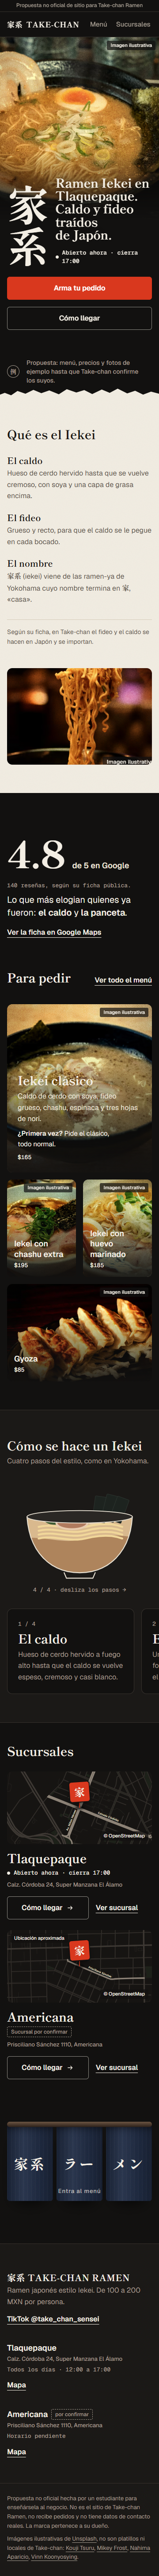 Propuesta no oficial de sitio para Take-chan Ramen
家系 TAKE-CHAN
Menú
Sucursales
Imagen ilustrativa
家系
Ramen Iekei en
Tlaquepaque.
Caldo y fideo
traídos
de Japón.
Abierto ahora · cierra
17:00
Arma tu pedido
Cómo llegar
Propuesta: menú, precios y fotos de
ejemplo hasta que Take-chan confirme
los suyos.
Qué es el Iekei
El caldo
Hueso de cerdo hervido hasta que se vuelve
cremoso, con soya y una capa de grasa
encima.
El fideo
Grueso y recto, para que el caldo se le pegue
en cada bocado.
El nombre
家系 (iekei) viene de las ramen-ya de
Yokohama cuyo nombre termina en 家,
«casa».
Según su ficha, en Take-chan el fideo y el caldo se
hacen en Japón y se importan.
Imagen ilustrativ
4.8 de 5 en Google
140 reseñas, según su ficha pública.
Lo que más elogian quienes ya
fueron: el caldo y la panceta.
Ver la ficha en Google Maps
Para pedir
Ver todo el menú
Imagen ilustrativa
Iekei clásico
Caldo de cerdo con soya, fideo
grueso, chashu, espinaca y tres hojas
de nori.
¿Primera vez? Pide el clásico,
todo normal.
$165
Imagen ilustrativa
Iekei con
chashu extra
$195
Imagen ilustrativa
Iekei con
huevo
marinado
$185
Imagen ilustrativa
Gyoza
$85
Cómo se hace un Iekei
Cuatro pasos del estilo, como en Yokohama.
4 / 4 · desliza los pasos →
1 / 4
El caldo
Hueso de cerdo hervido a fuego
alto hasta que el caldo se vuelve
espeso, cremoso y casi blanco.
2
Sucursales
© OpenStreetMap
Tlaquepaque
Abierto ahora · cierra 17:00
Calz. Córdoba 24, Super Manzana El Álamo
Cómo llegar →
Ver sucursal
Ubicación aproximada
© OpenStreetMap
Americana
Sucursal por confirmar
Prisciliano Sánchez 1110, Americana
Cómo llegar →
Ver sucursal
家系 ラー メン
Entra al menú
家系 TAKE-CHAN RAMEN
Ramen japonés estilo Iekei. De 100 a 200
MXN por persona.
TikTok @take_chan_sensei
Tlaquepaque
Calz. Córdoba 24, Super Manzana El Álamo
Todos los días · 12:00 a 17:00
Mapa
Americana
por confirmar
Prisciliano Sánchez 1110, Americana
Horario pendiente
Mapa
Propuesta no oficial hecha por un estudiante para
enseñársela al negocio. No es el sitio de Take-chan
Ramen, no recibe pedidos y no tiene datos de contacto
reales. La marca pertenece a su dueño.
Imágenes ilustrativas de Unsplash, no son platillos ni
locales de Take-chan: Kouji Tsuru, Mikey Frost, Nahima
Aparicio, Vinn Koonyosying.